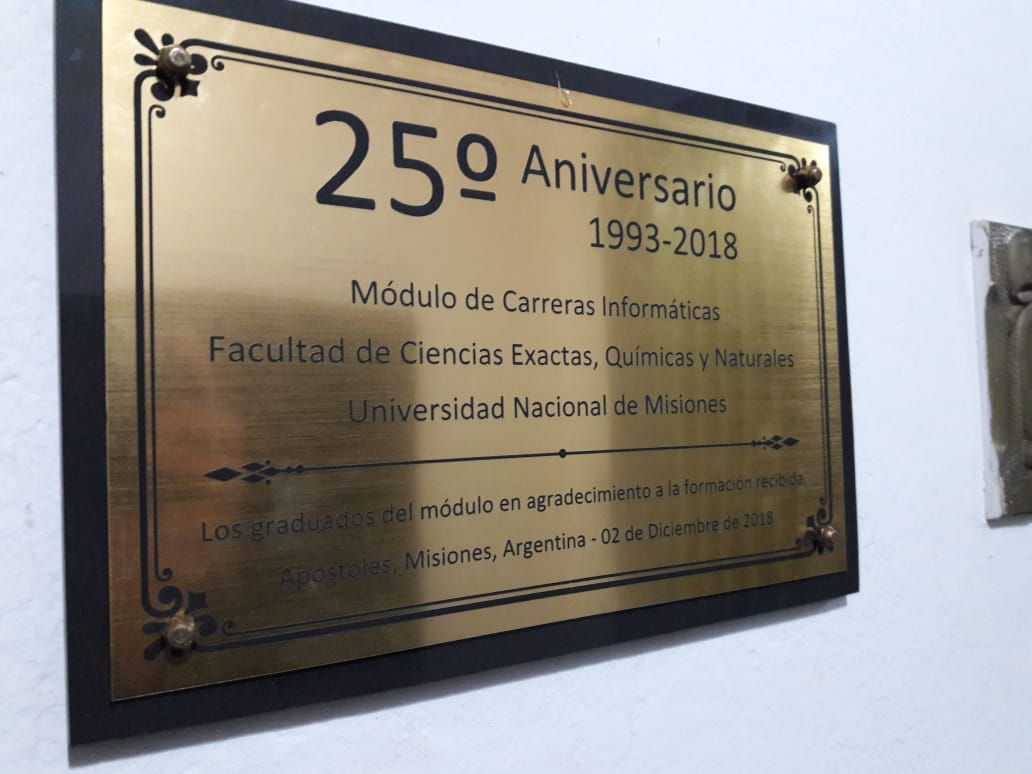 25º Aniversario
1993-2018
Módulo de Carreras Informáticas
Facultad de Ciencias Exactas, Químicas y Naturales
Universidad Nacional de Misiones
Los graduados del módulo en agradecimiento a la formación recibida.
Apostoles, Misiones, Argentina - 02 de Diciembre de 2018